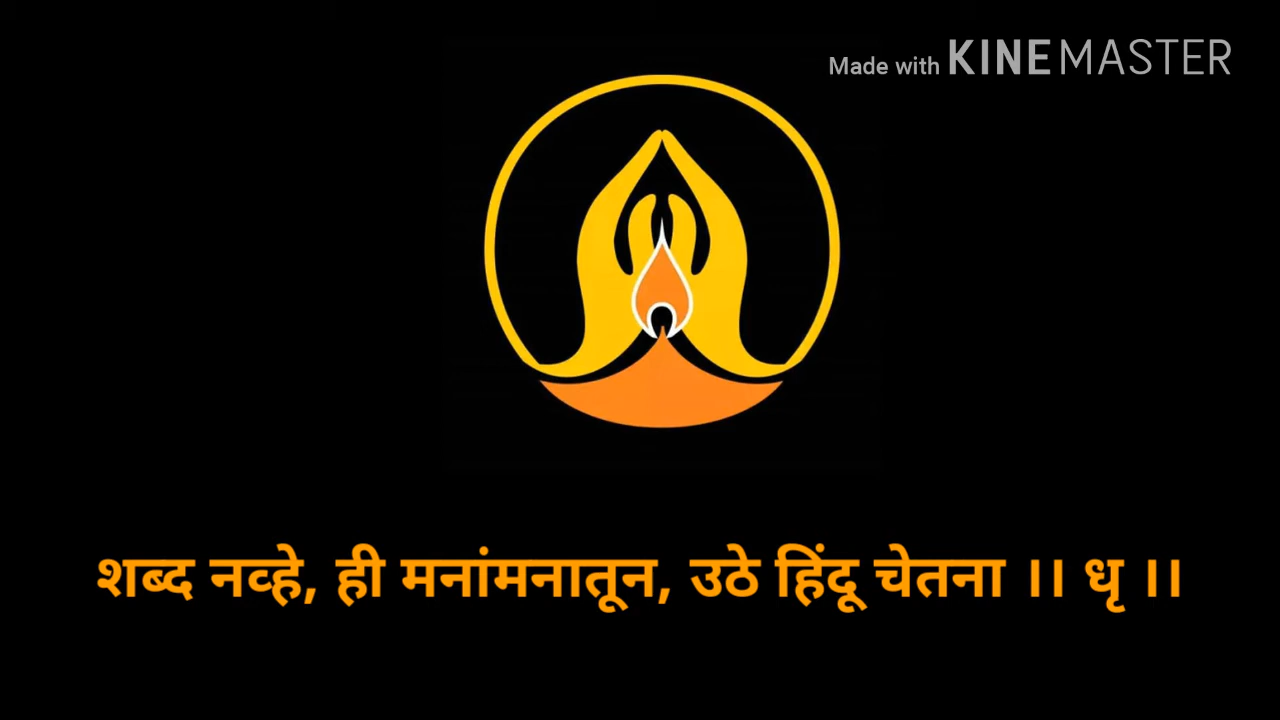 Made with KINEMASTER
शब्द नव्हे, ही मनांमनातून, उठे हिंदू चेतना ।। धृ ।।